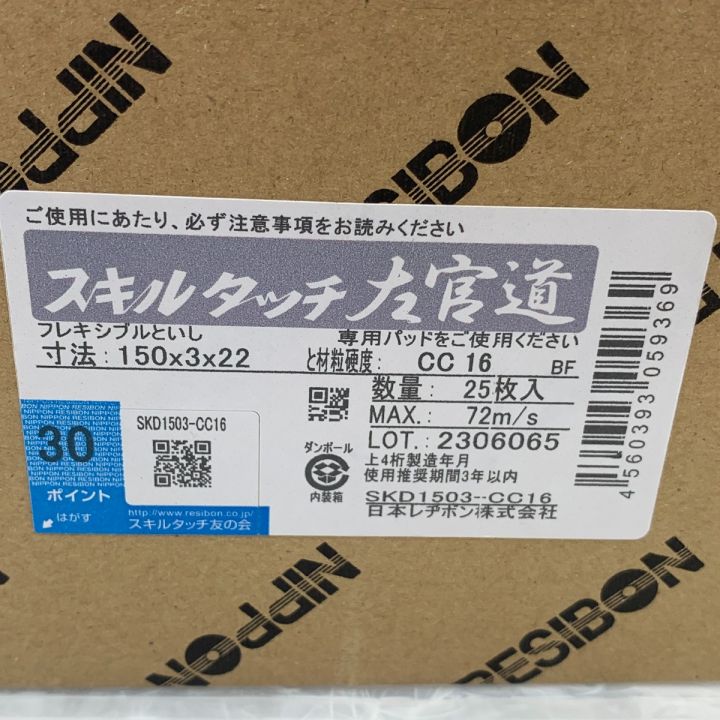 NIPPON
RESIBON
ご使用にあたり、必ず注意事項をお読みください
スキルタッチ 左官道
フレキシブルといし
専用パッドをご使用ください
寸法:150x3x22
と材粒硬度: CC 16 BF
数量: 25枚入
MAX.: 72m/s
LOT.: 2306065
上4桁製造年月
使用推奨期間3年以内
SKD1503--CC16
日本レヂボン株式会社
ダンボール
内装箱
4560393059369
NIPPON RESIBON NIPPON RESIBON
30
ポイント
はがす
SKD1503-CC16
http://www.resibon.co.jp/
スキルタッチ友の会
NIPPON
RESIBON